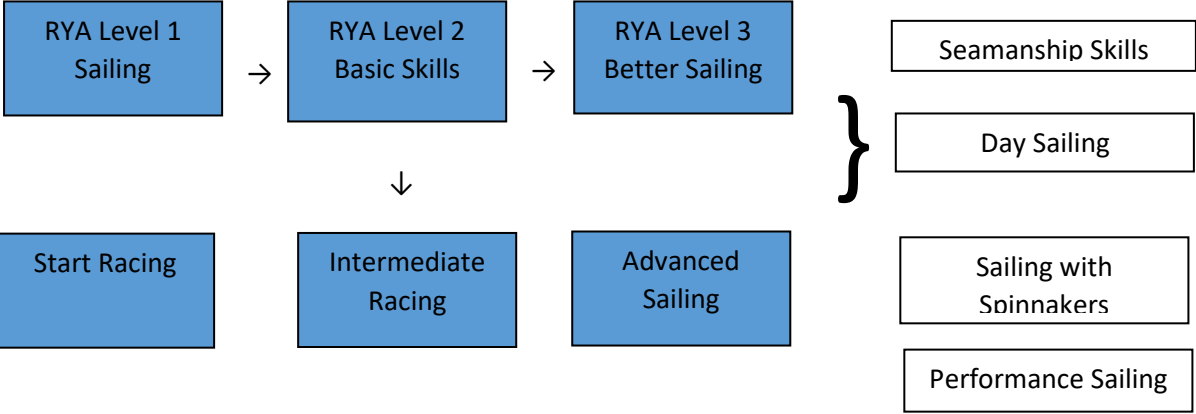 RYA Level 1
Sailing
→
RYA Level 2
Basic Skills
→
RYA Level 3
Better Sailing
}
Seamanship Skills
Day Sailing
↓
Start Racing
Intermediate
Racing
Advanced
Sailing
Sailing with
Spinnakers
Performance Sailing